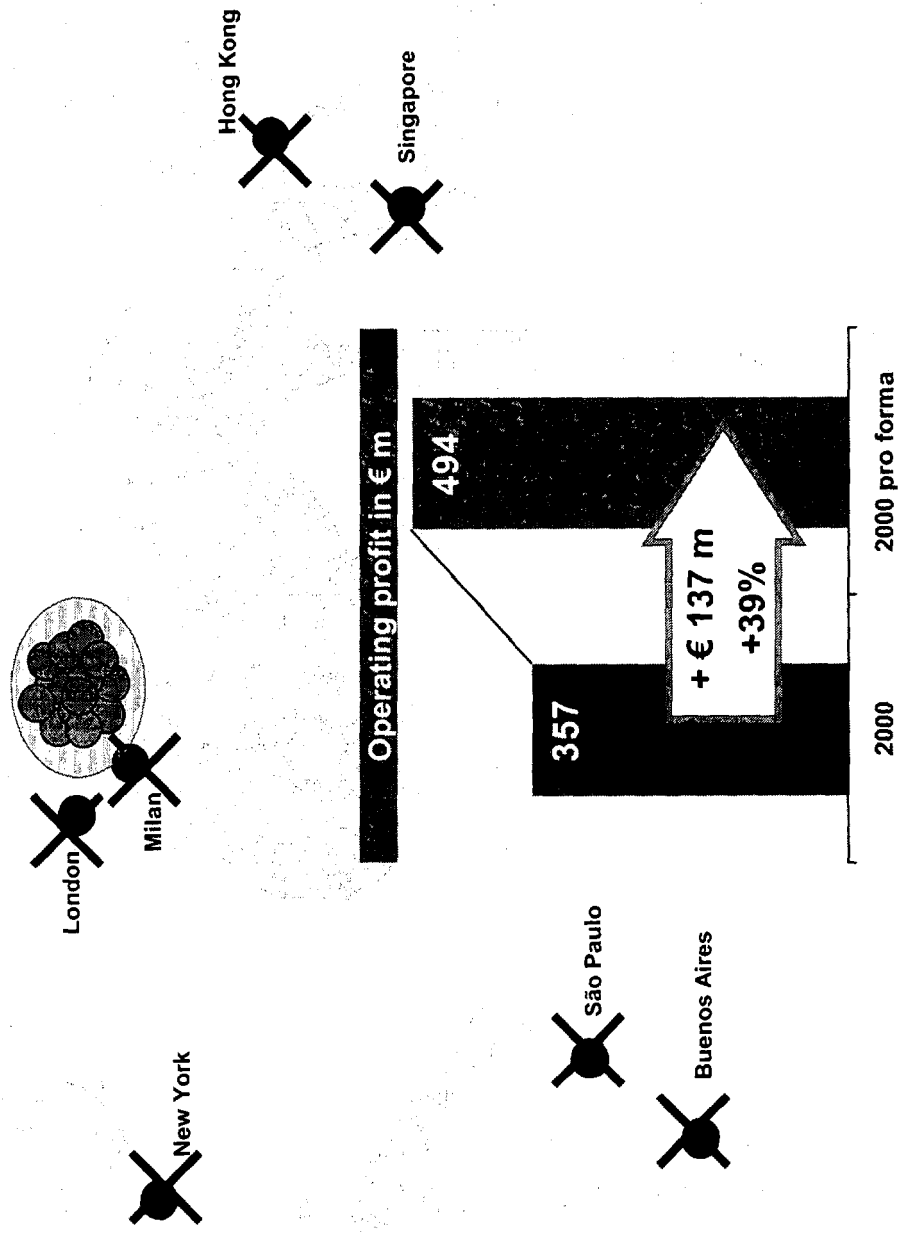 London
Milan
New York
Hong Kong
Singapore
São Paulo
Buenos Aires
Operating profit in € m
357
494
+ € 137 m
+39%
2000
2000 pro forma